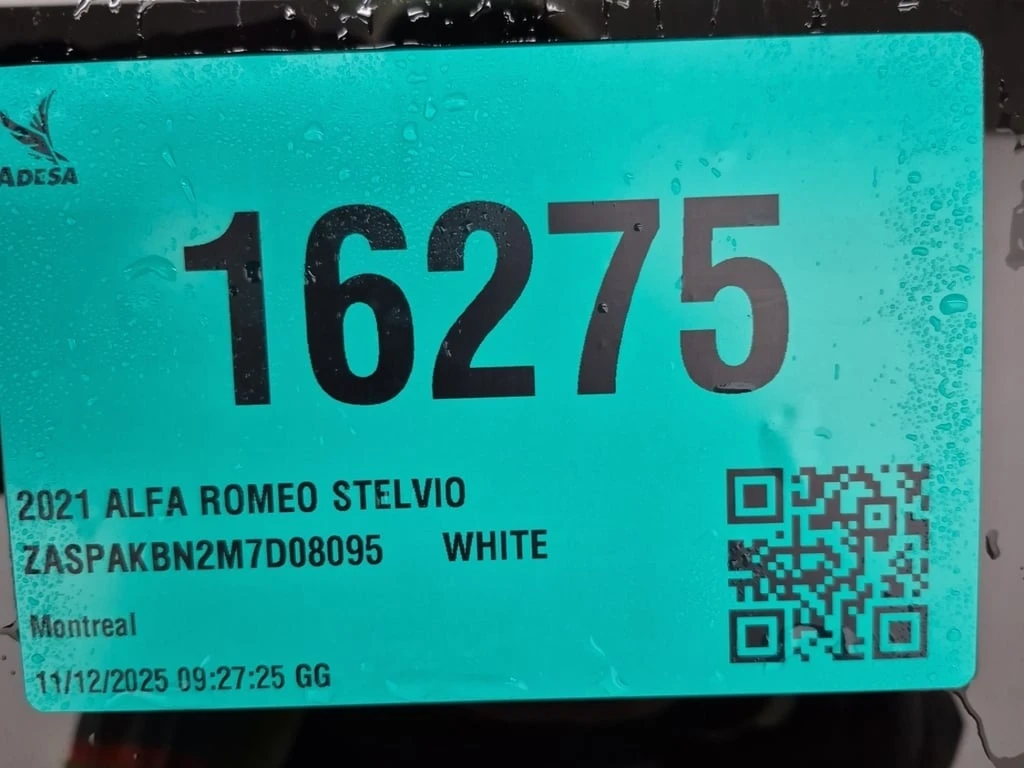 ADESA
16275
2021 ALFA ROMEO STELVIO
ZASPAKBN2M7D08095 WHITE
Montreal
11/12/2025 09:27:25 GG